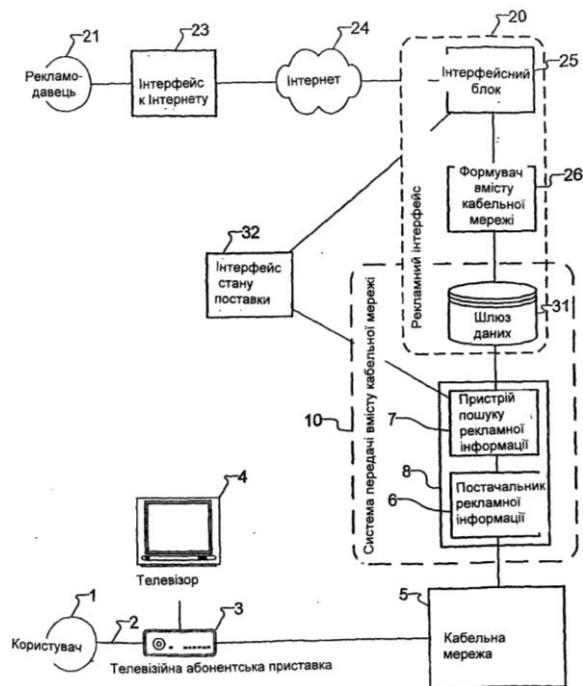 20
21
23
24
25
Рекламо-
давець
Інтерфейс
к Інтернету
Інтернет
Інтерфейсний
блок
26
Формувач
вмісту
кабельної
мережі
32
Інтерфейс
стану
поставки
Рекламний інтерфейс
31
Шлюз
даних
10
Система передачі вмісту кабельної мережі
7
Пристрій
пошуку
рекламної
інформації
8
6
Постачальник
рекламної
інформації
4
Телевізор
1
2
3
5
Користувач
Телевізійна абонентська приставка
Кабельна
мережа